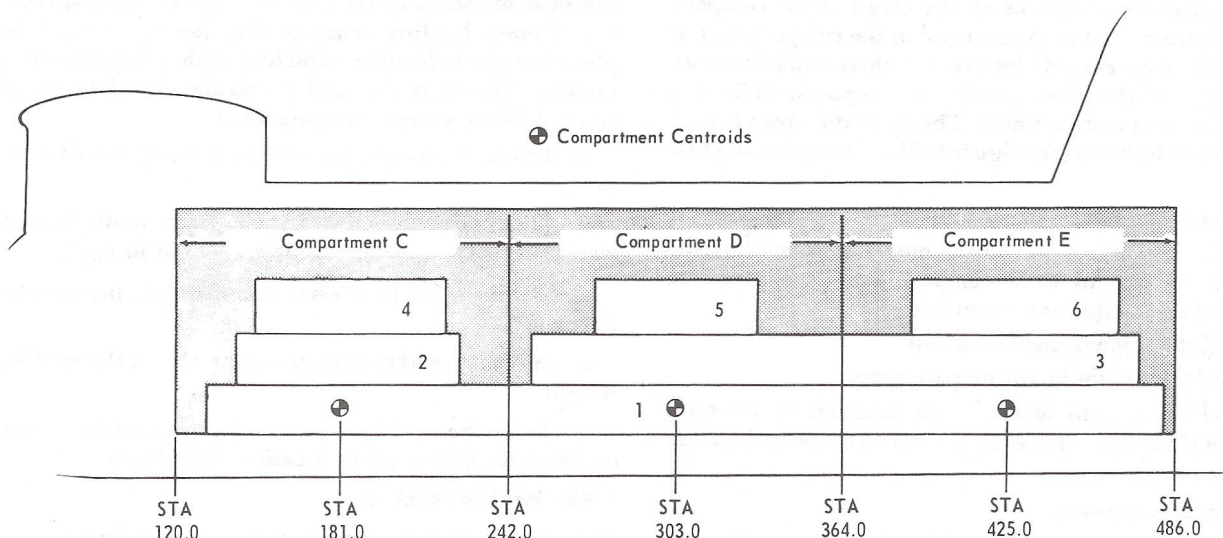 Compartment Centroids
Compartment C
Compartment D
Compartment E
4
5
6
2
3
1
STA
120.0
STA
181.0
STA
242.0
STA
303.0
STA
364.0
STA
425.0
STA
486.0